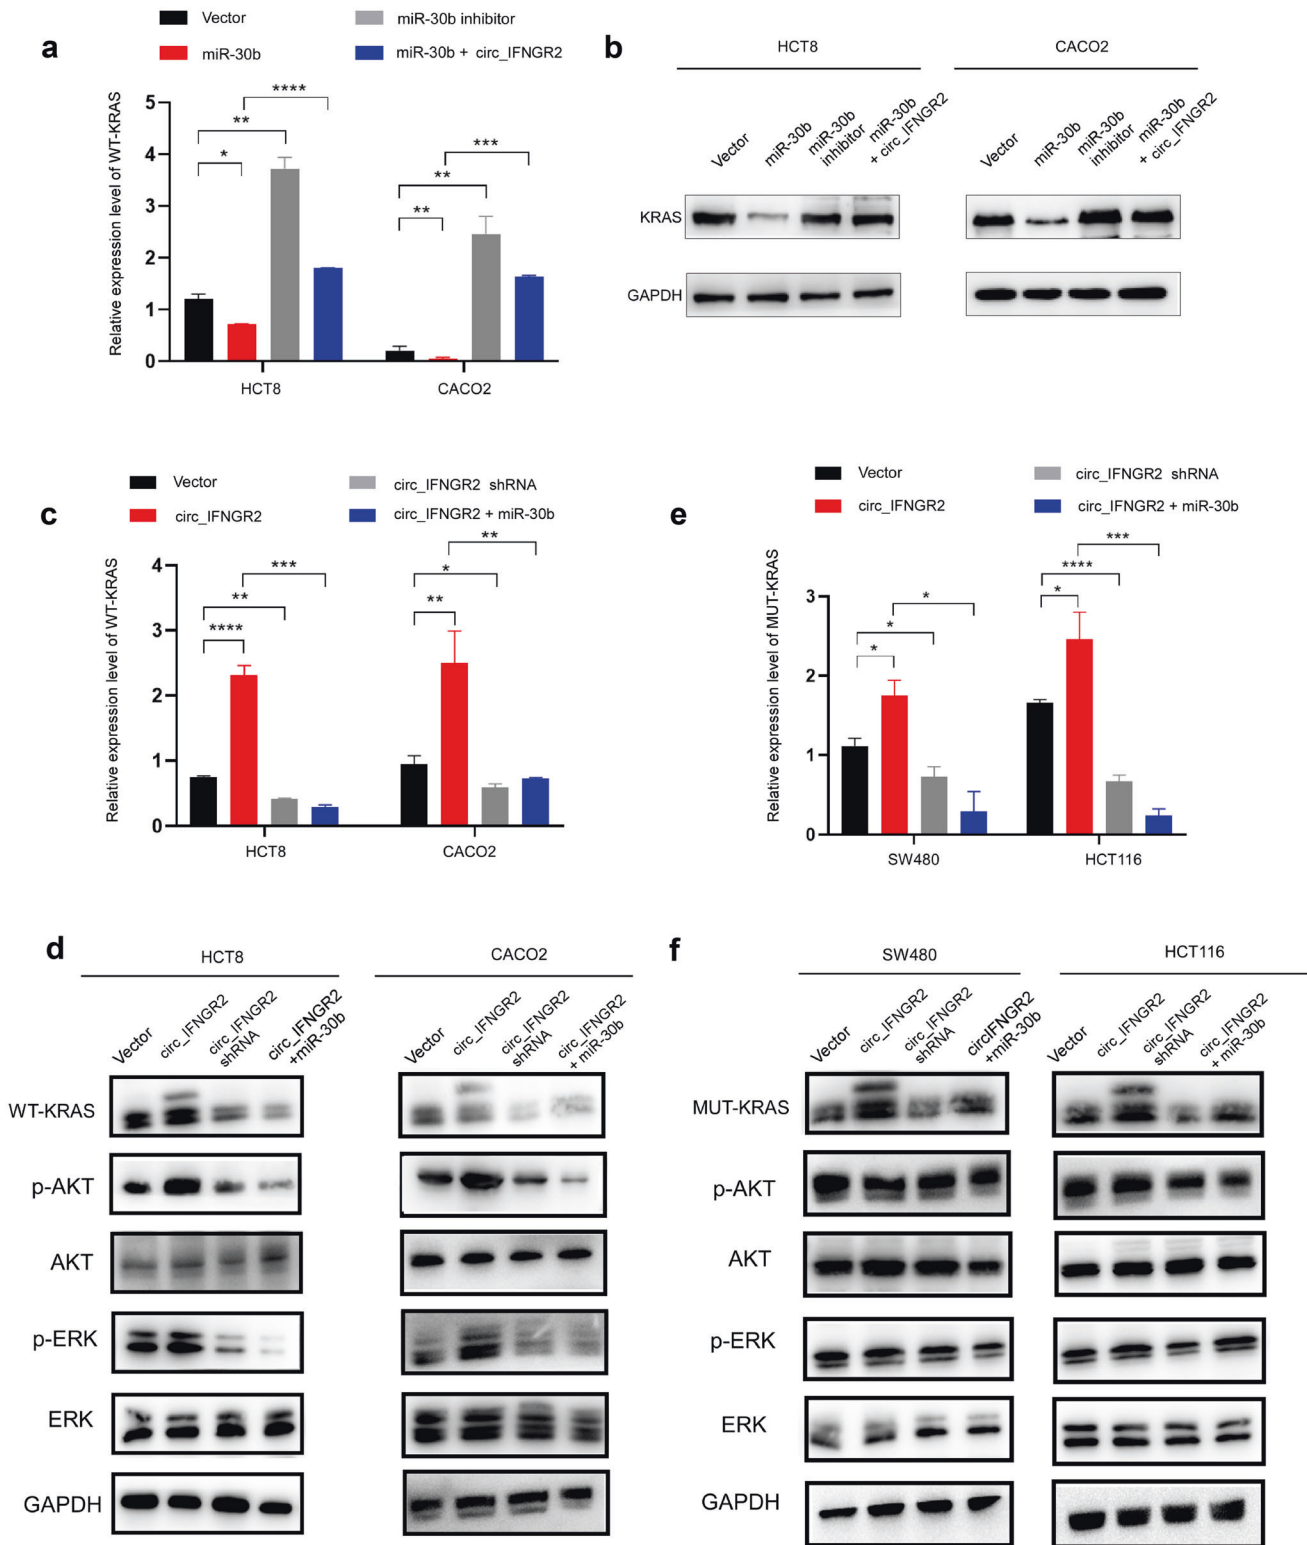 a
Vector
miR-30b inhibitor
miR-30b
miR-30b + circ_IFNGR2
Relative expression level of WT-KRAS
5
4
3
2
1
0
****
**
*
***
**
**
HCT8
CACO2
b
HCT8
CACO2
Vector
miR-30b
miR-30b
inhibitor
miR-30b
+ circ_IFNGR2
Vector
miR-30b
miR-30b
inhibitor
miR-30b
+ circ_IFNGR2
KRAS
GAPDH
c
Vector
circ_IFNGR2 shRNA
circ_IFNGR2
circ_IFNGR2 + miR-30b
Relative expression level of WT-KRAS
4
3
2
1
0
***
**
****
**
*
**
HCT8
CACO2
e
Vector
circ_IFNGR2 shRNA
circ_IFNGR2
circ_IFNGR2 + miR-30b
Relative expression level of MUT-KRAS
3
2
1
0
*
*
*
***
****
*
SW480
HCT116
d
HCT8
CACO2
Vector
circ_IFNGR2
circ_IFNGR2
shRNA
circ_IFNGR2
+miR-30b
Vector
circ_IFNGR2
circ_IFNGR2
shRNA
circ_IFNGR2
+ miR-30b
WT-KRAS
p-AKT
AKT
p-ERK
ERK
GAPDH
f
SW480
HCT116
Vector
circ_IFNGR2
circ_IFNGR2
shRNA
circIFNGR2
+miR-30b
Vector
circ_IFNGR2
circ_IFNGR2
shRNA
circ_IFNGR2
+ miR-30b
MUT-KRAS
p-AKT
AKT
p-ERK
ERK
GAPDH